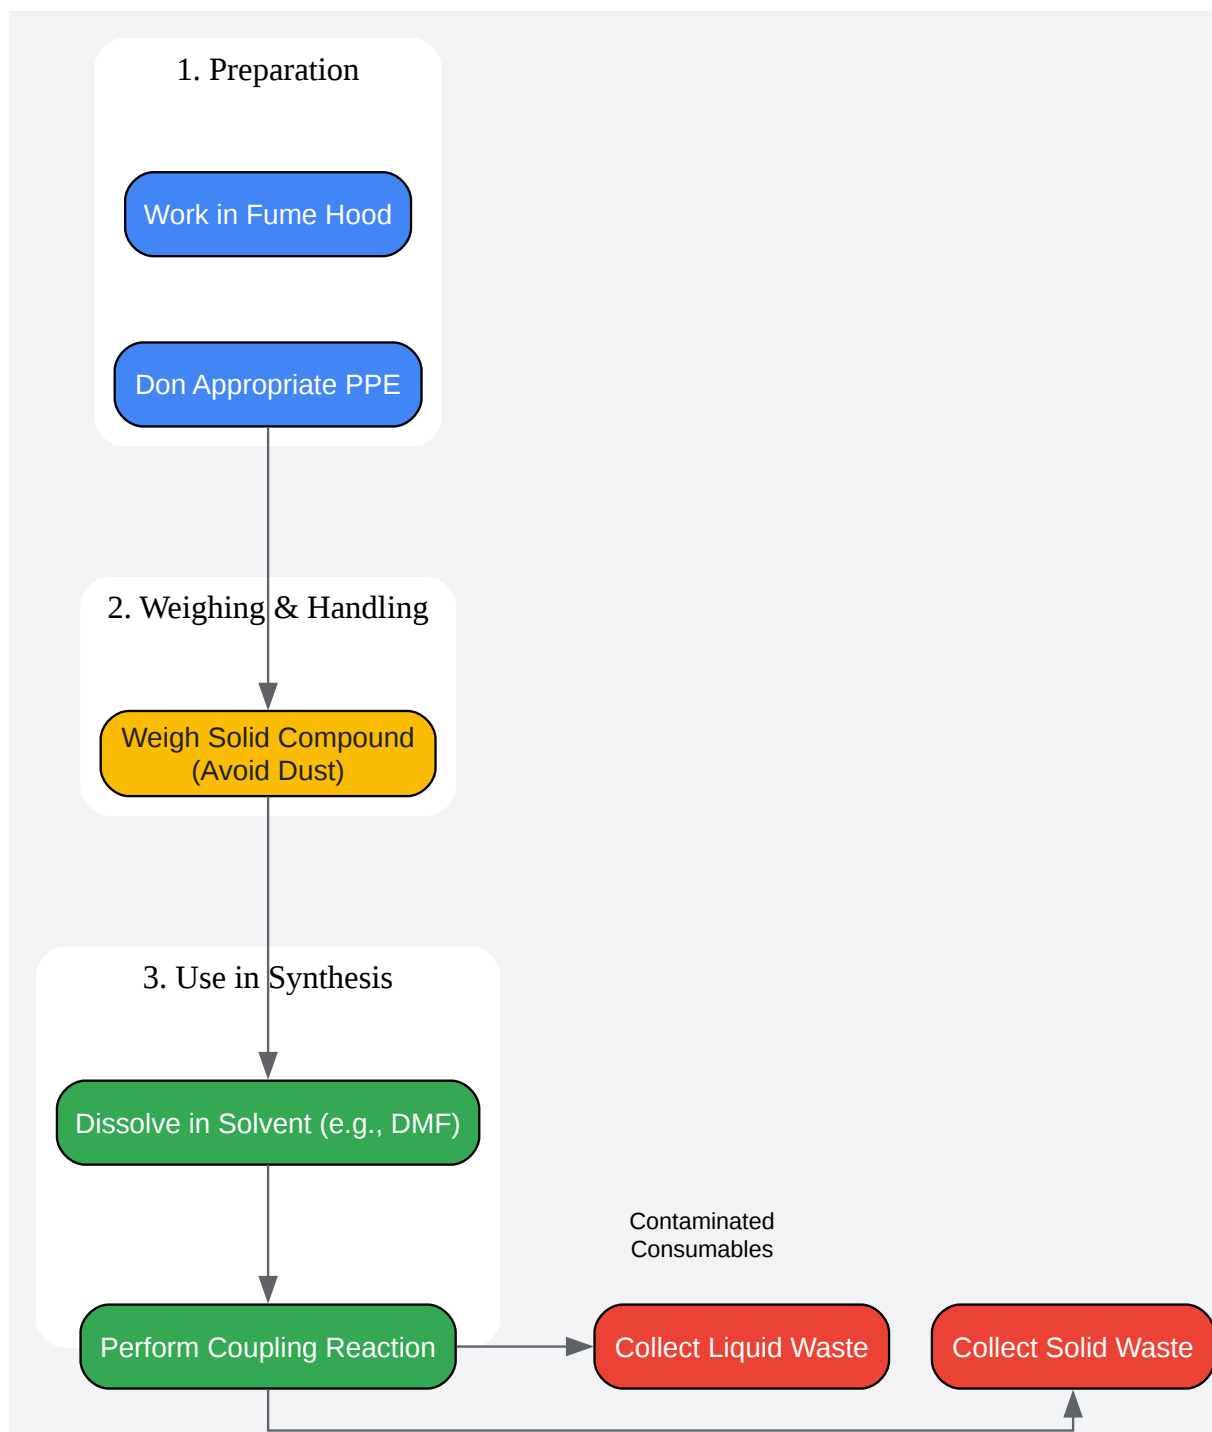 1. Preparation
Work in Fume Hood
Don Appropriate PPE
2. Weighing & Handling
Weigh Solid Compound
(Avoid Dust)
3. Use in Synthesis
Dissolve in Solvent (e.g., DMF)
Contaminated
Consumables
Perform Coupling Reaction
Collect Liquid Waste
Collect Solid Waste